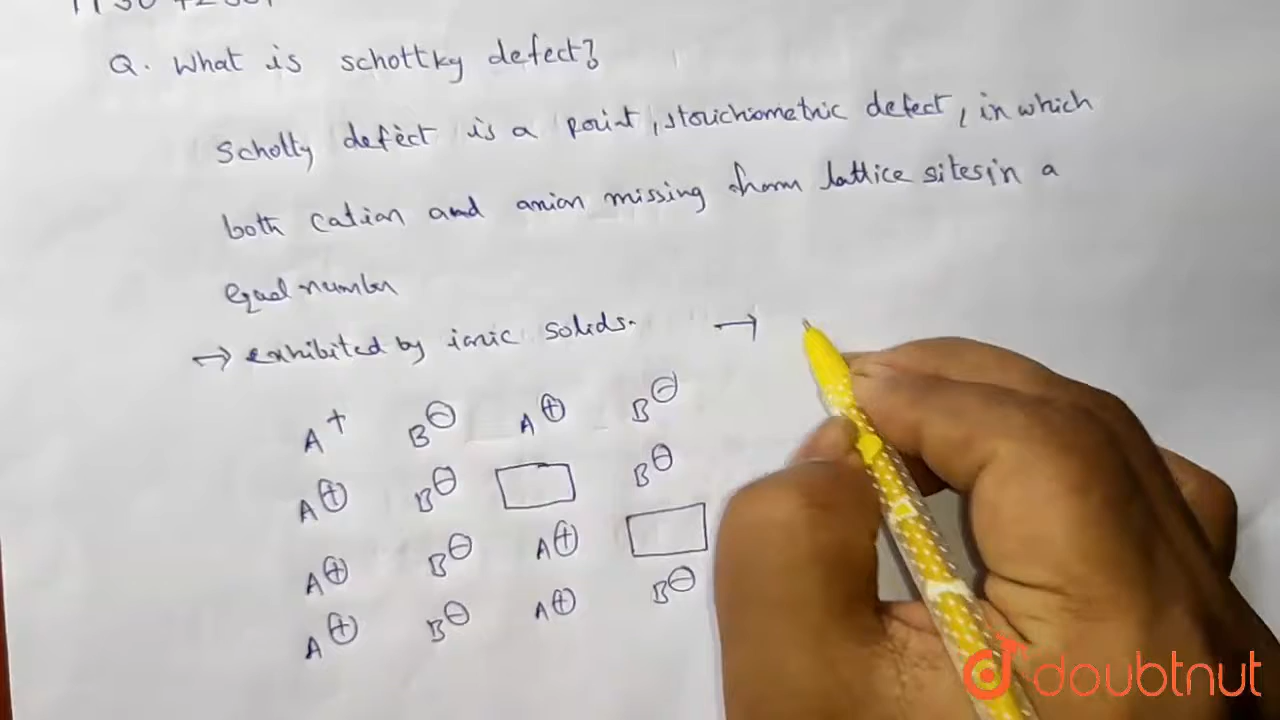 Q. What is schottky defect?
Schotty defect is a point, stoichiometric defect, in which
both cation and anion missing from lattice sites in a
equal number
→ exhibited by ionic solids. →
A+ B⊖ A⊕ B⊖
A⊕ B⊖ B⊖
A⊕ B⊖ A⊕
A⊕ B⊖ A⊕ B⊖
doubtnut